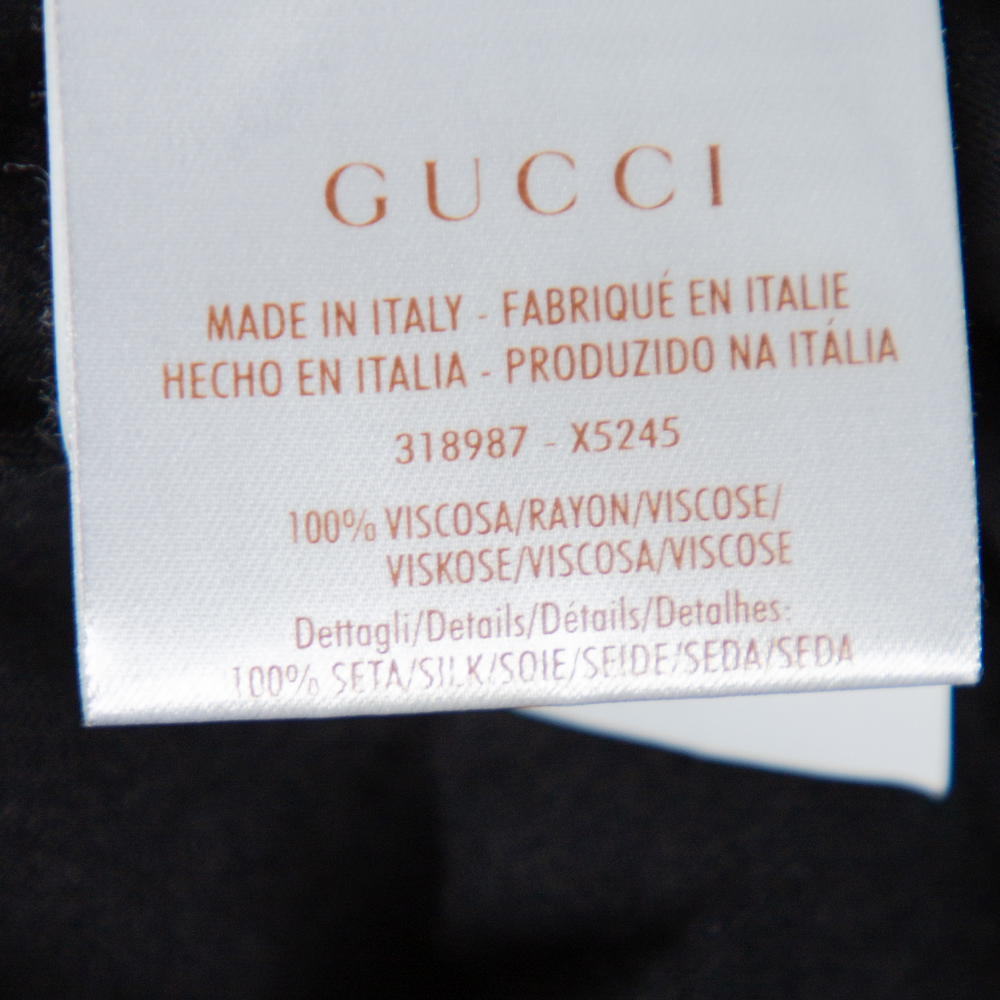 GUCCI
MADE IN ITALY - FABRIQUÉ EN ITALIE
HECHO EN ITALIA - PRODUZIDO NA ITÁLIA
318987 - X5245
100% VISCOSA/RAYON/VISCOSE/
VISKOSE/VISCOSA/VISCOSE
Dettagli/Details/Détails/Detalhes:
100% SETA/SILK/SOIE/SEIDE/SEDA/SEDA